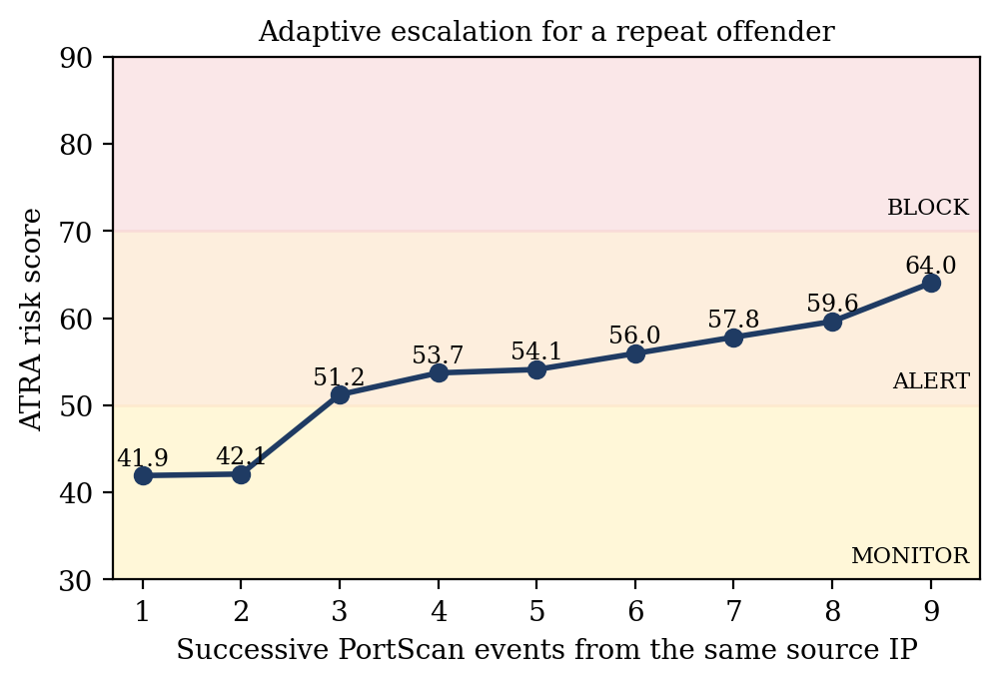 Adaptive escalation for a repeat offender
90
80
70
60
50
40
30
ATRA risk score
BLOCK
ALERT
MONITOR
41.9
42.1
51.2
53.7
54.1
56.0
57.8
59.6
64.0
1 2 3 4 5 6 7 8 9
Successive PortScan events from the same source IP